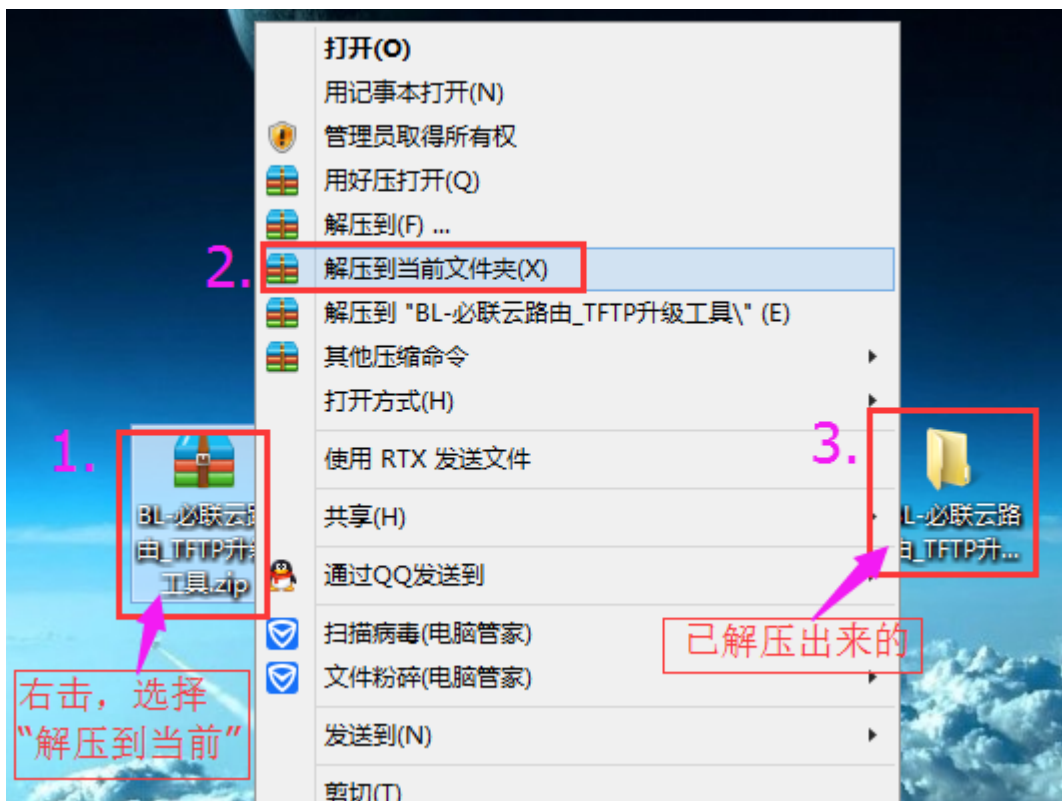 打开(O)
用记事本打开(N)
管理员取得所有权
用好压打开(Q)
解压到(F) ...
2.
解压到当前文件夹(X)
解压到 "BL-必联云路由_TFTP升级工具\" (E)
其他压缩命令
打开方式(H)
1.
使用 RTX 发送文件
3.
BL-必联云路
由_TFTP升级
工具.zip
共享(H)
L-必联云路
由_TFTP升...
通过QQ发送到
扫描病毒(电脑管家)
已解压出来的
文件粉碎(电脑管家)
右击，选择
“解压到当前”
发送到(N)
剪切(T)